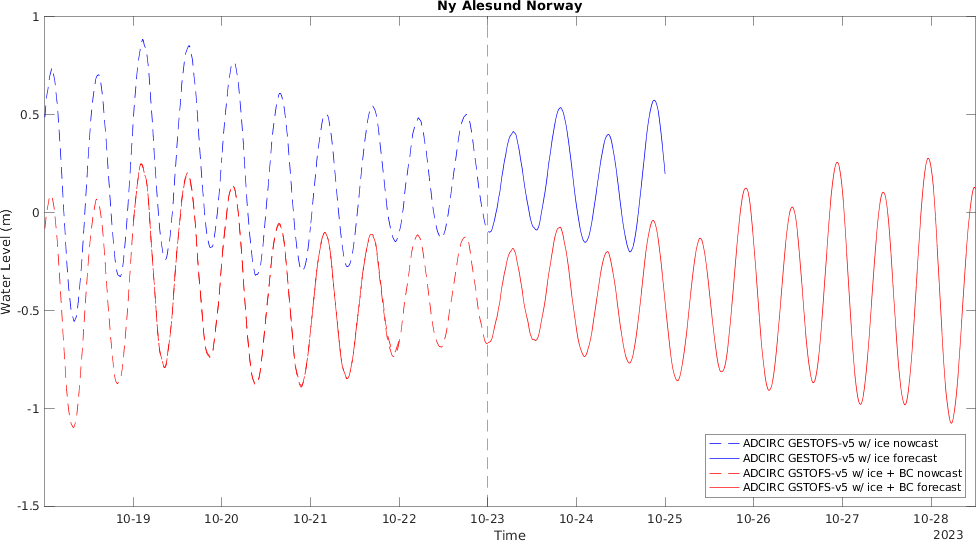 Ny Alesund Norway
1
0.5
0
-0.5
-1
-1.5
Water Level (m)
10-19 10-20 10-21 10-22 10-23 10-24 10-25 10-26 10-27 10-28
Time
2023
ADCIRC GESTOFS-v5 w/ ice nowcast
ADCIRC GESTOFS-v5 w/ ice forecast
ADCIRC GSTOFS-v5 w/ ice + BC nowcast
ADCIRC GSTOFS-v5 w/ ice + BC forecast